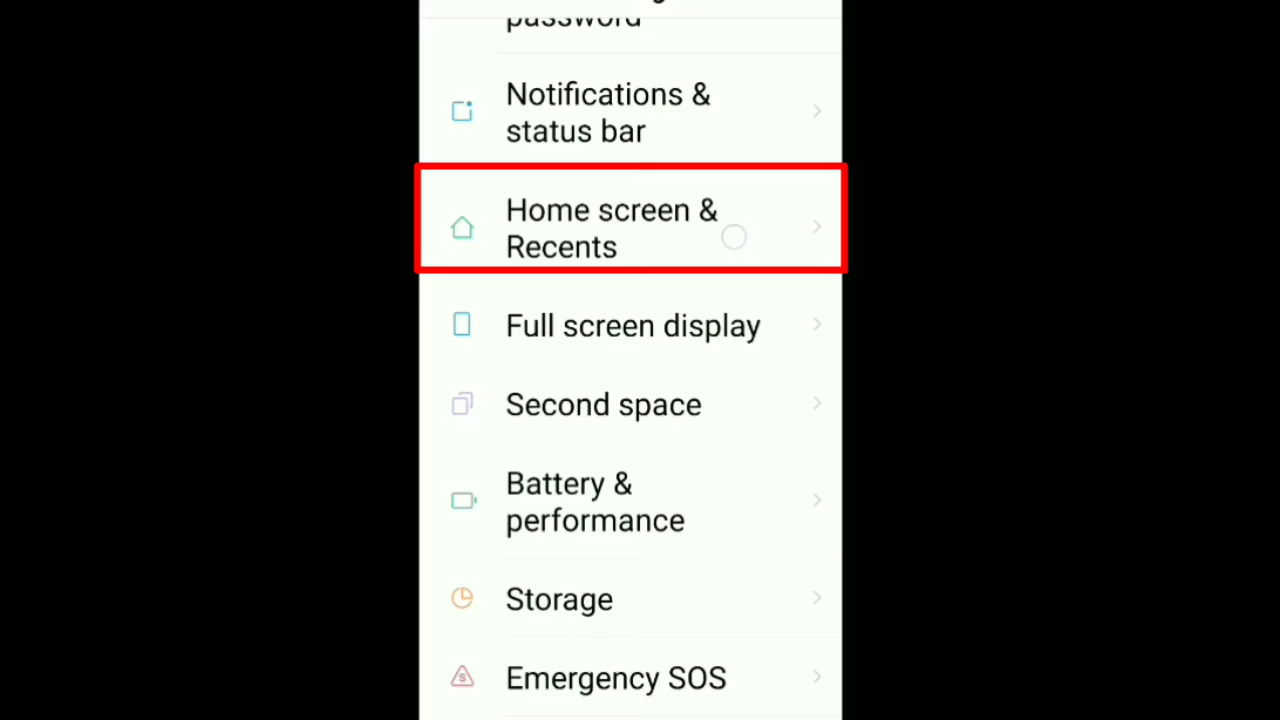 password
Notifications &
status bar
Home screen &
Recents
Full screen display
Second space
Battery &
performance
Storage
Emergency SOS